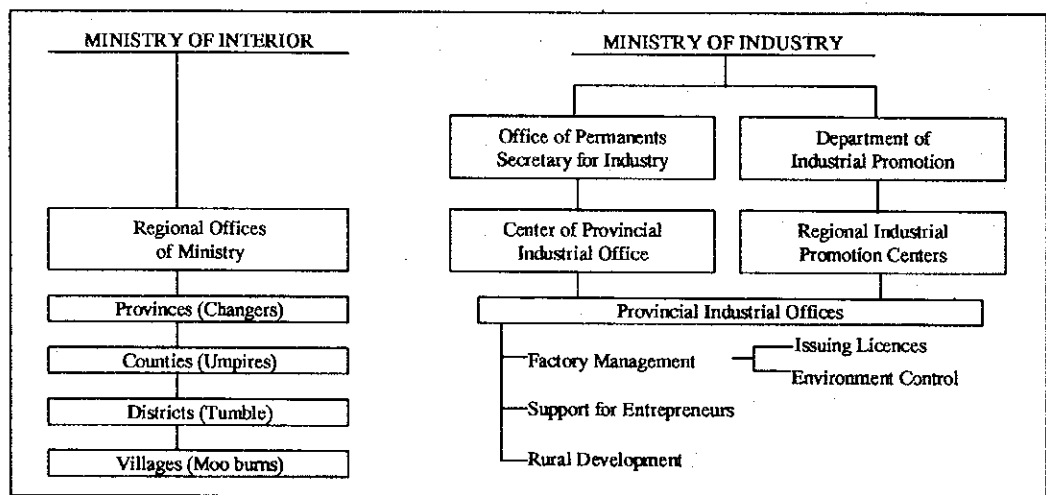 MINISTRY OF INTERIOR
Regional Offices
of Ministry
Provinces (Changers)
Counties (Umpires)
Districts (Tumble)
Villages (Moo burns)
MINISTRY OF INDUSTRY
Office of Permanents
Secretary for Industry
Department of
Industrial Promotion
Center of Provincial
Industrial Office
Regional Industrial
Promotion Centers
Provincial Industrial Offices
Factory Management
Issuing Licences
Environment Control
Support for Entrepreneurs
Rural Development